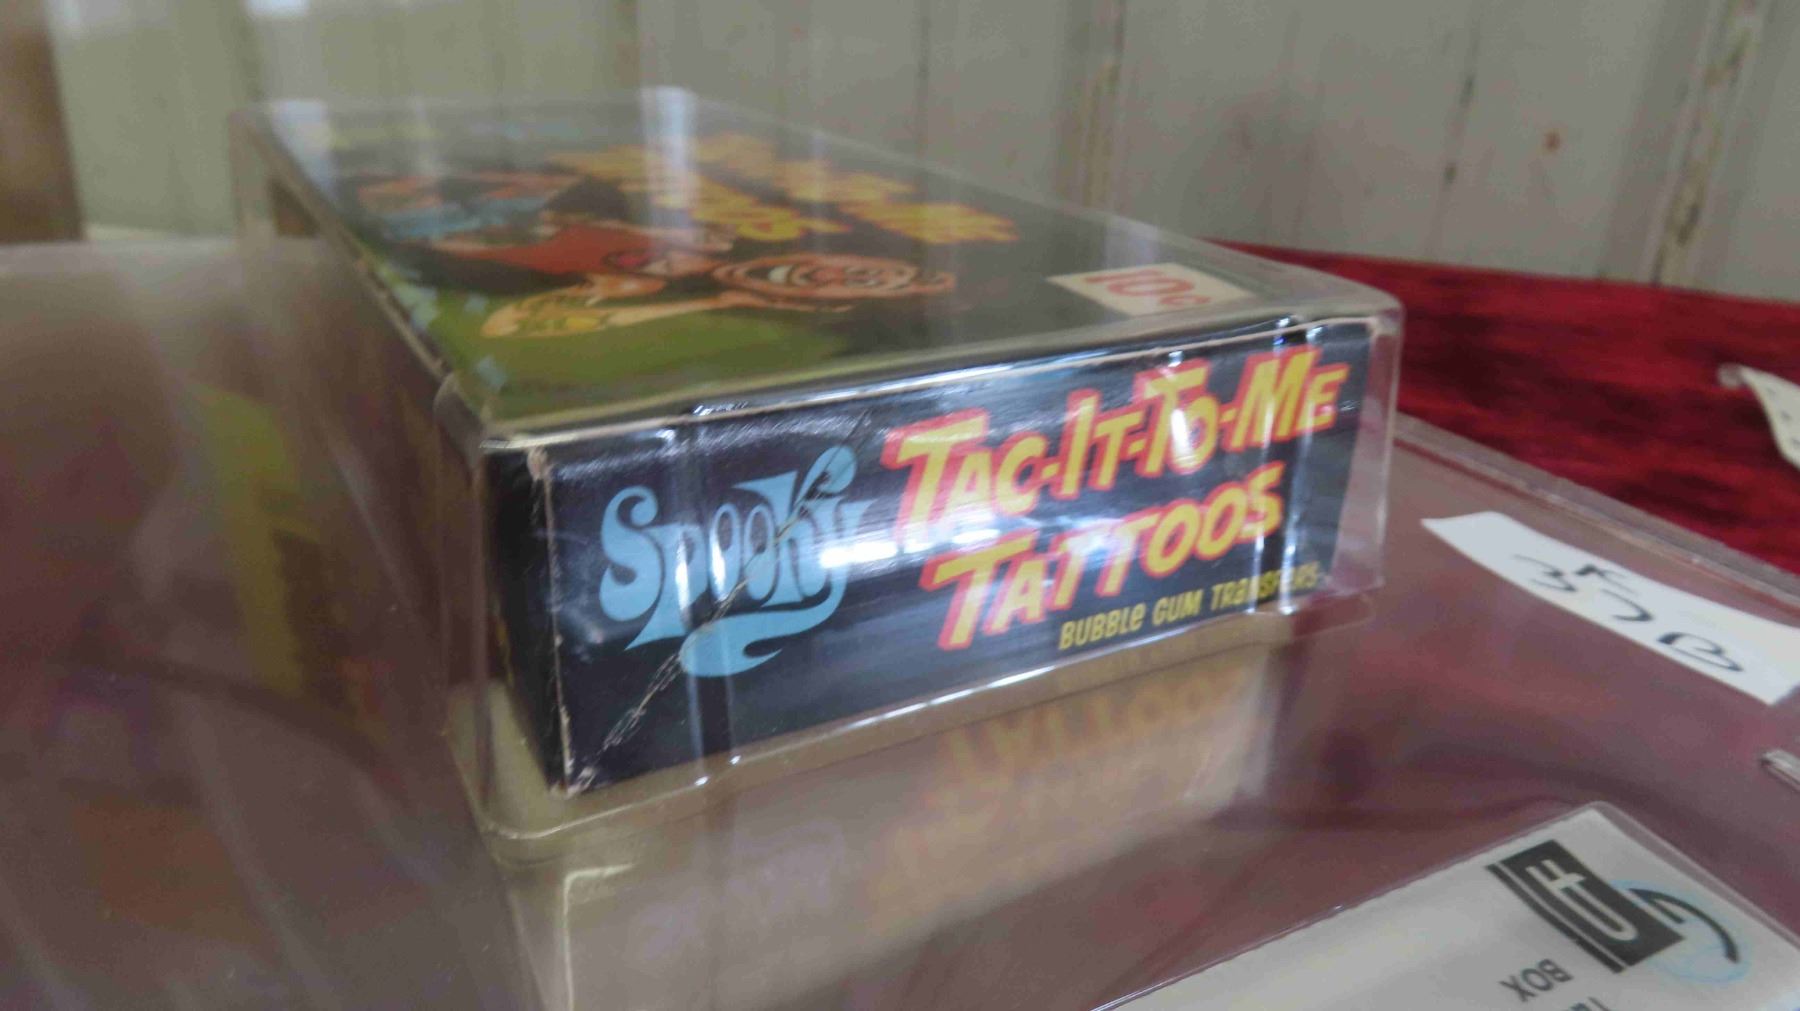 10¢
Spooky
Tac-It-To-Me
Tattoos
Bubble Gum Transfers
BOX